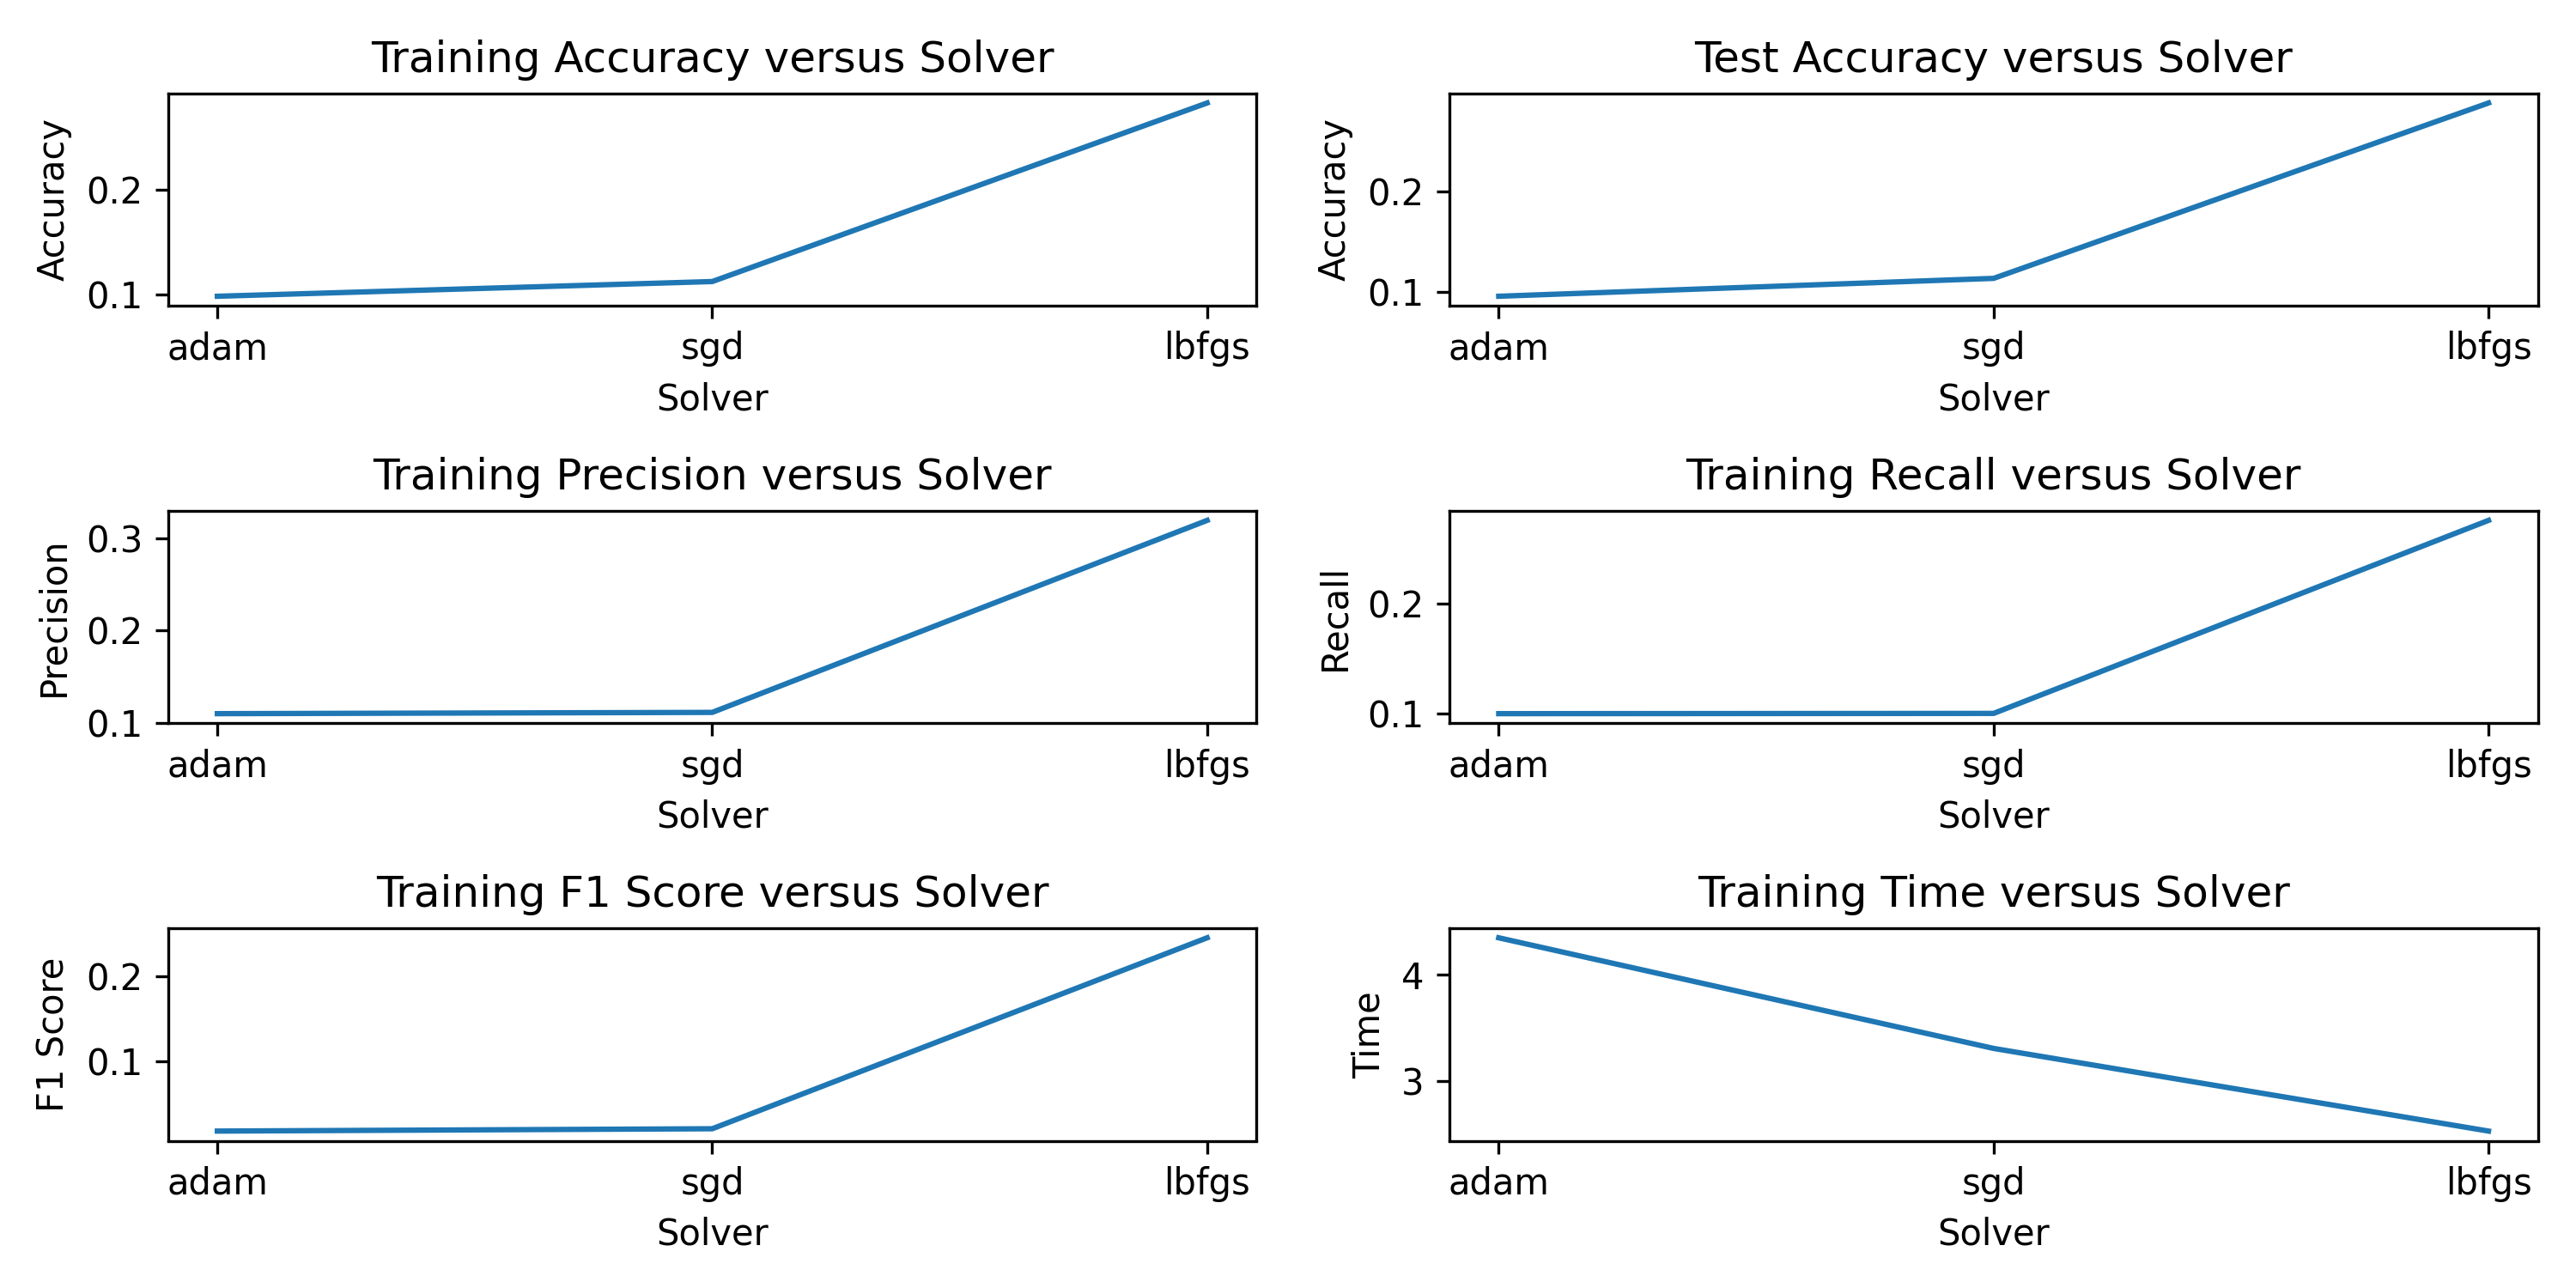 Training Accuracy versus Solver
Accuracy
0.2
0.1
adam sgd lbfgs
Solver
Test Accuracy versus Solver
Accuracy
0.2
0.1
adam sgd lbfgs
Solver
Training Precision versus Solver
Precision
0.3
0.2
0.1
adam sgd lbfgs
Solver
Training Recall versus Solver
Recall
0.2
0.1
adam sgd lbfgs
Solver
Training F1 Score versus Solver
F1 Score
0.2
0.1
adam sgd lbfgs
Solver
Training Time versus Solver
Time
4
3
adam sgd lbfgs
Solver